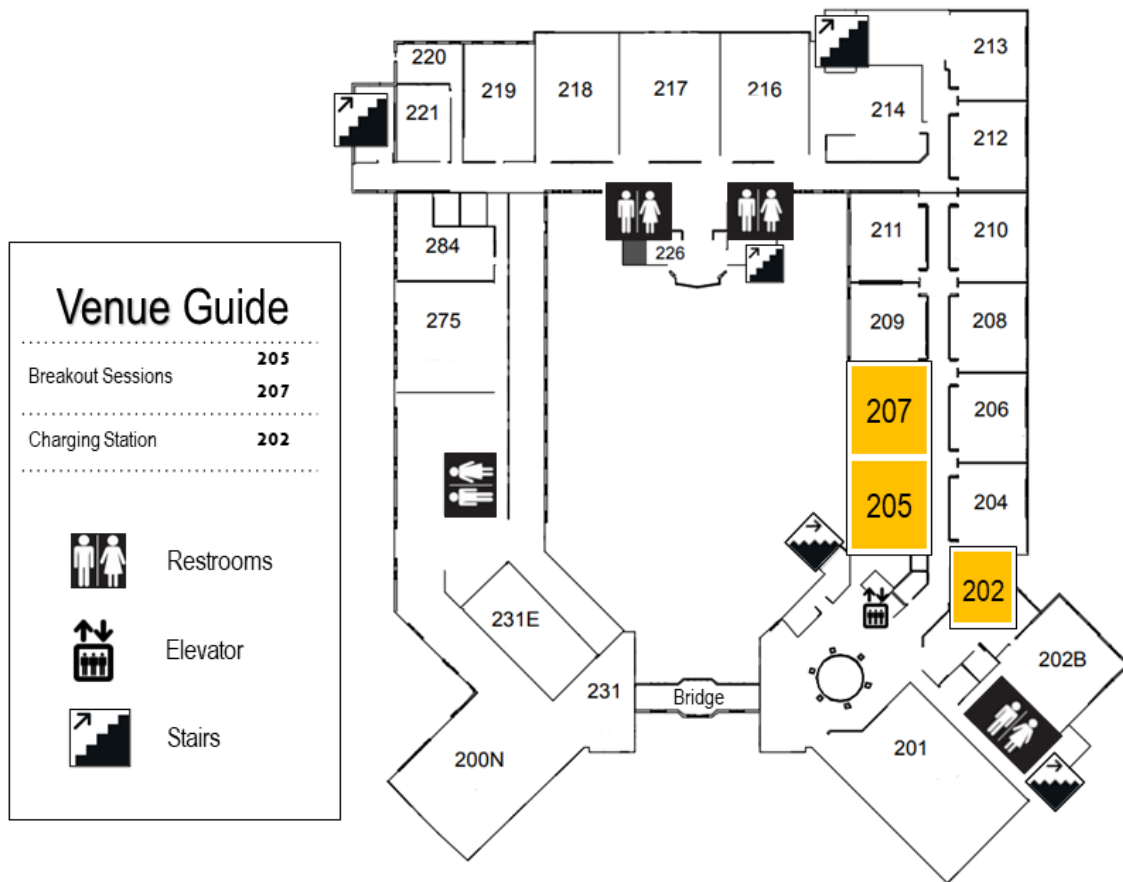 Venue Guide
Breakout Sessions 205
207
Charging Station 202
Restrooms
Elevator
Stairs
213
220
219
218
217
216
221
214
212
211
210
226
284
275
209
208
207
206
205
204
202
231E
202B
231
Bridge
201
200N